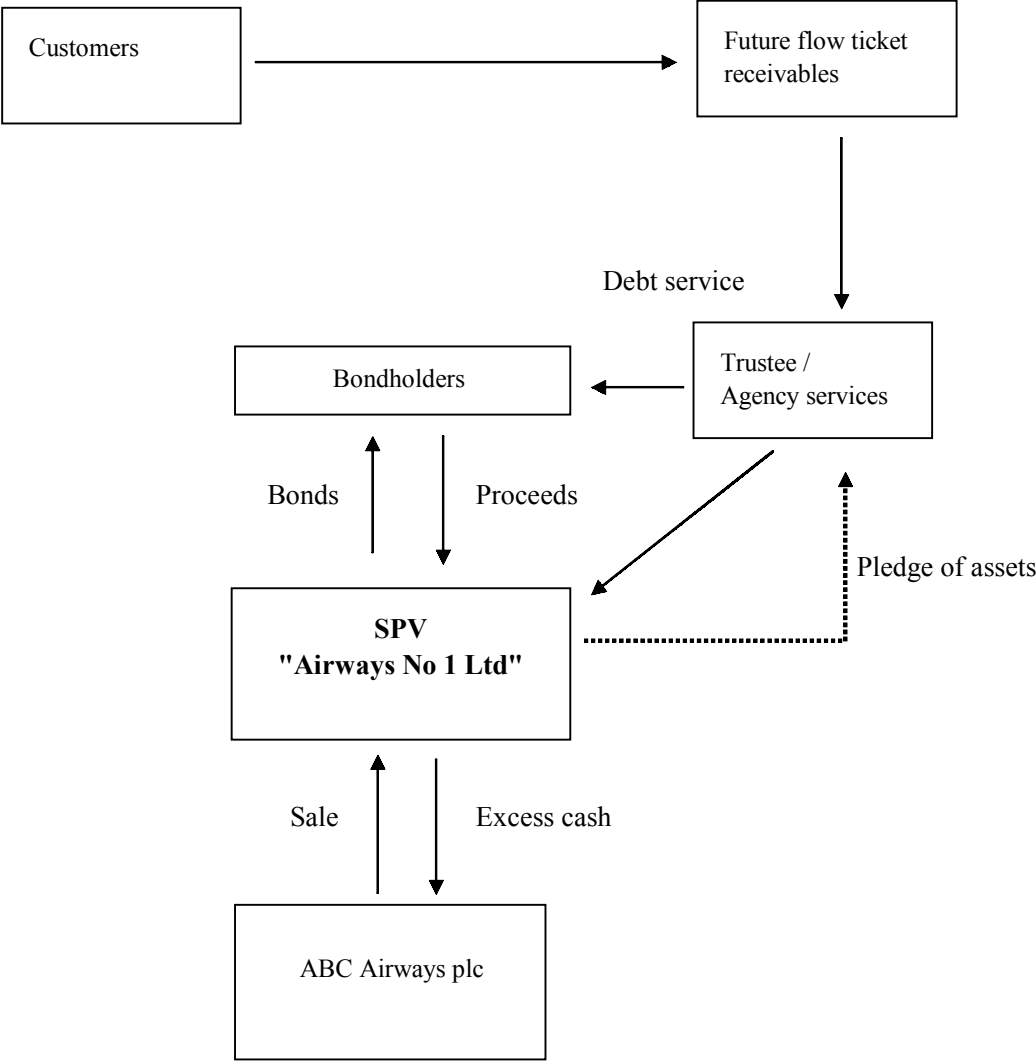 Customers
Future flow ticket
receivables
Debt service
Trustee /
Agency services
Bondholders
Bonds
Proceeds
Pledge of assets
SPV
"Airways No 1 Ltd"
Sale
Excess cash
ABC Airways plc